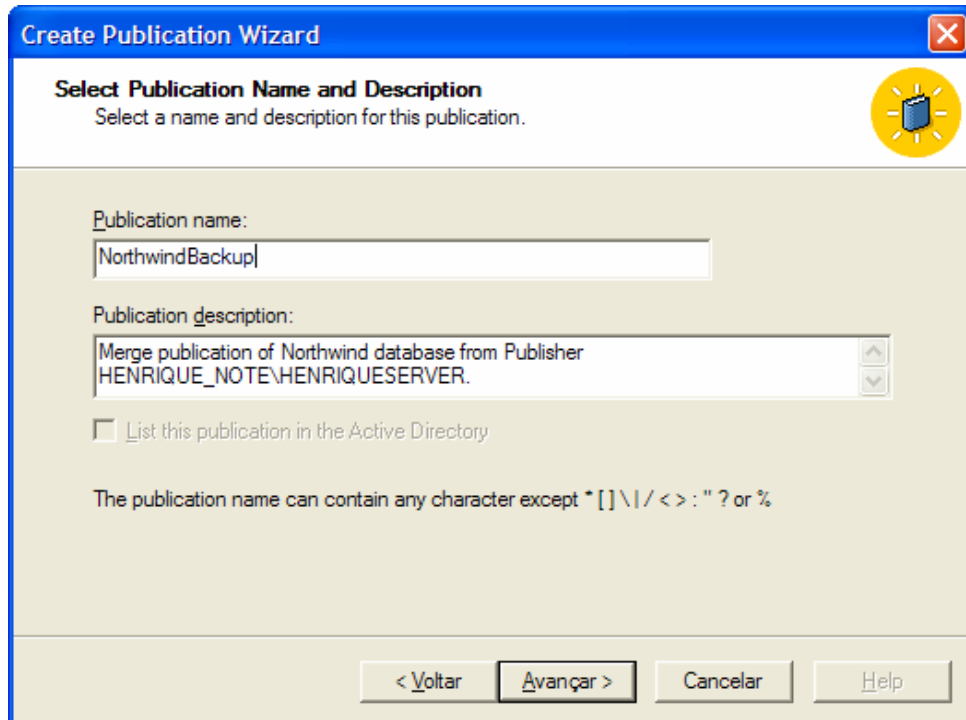 Create Publication Wizard
Select Publication Name and Description
Select a name and description for this publication.
Publication name:
NorthwindBackup
Publication description:
Merge publication of Northwind database from Publisher
HENRIQUE_NOTE\HENRIQUESERVER.
List this publication in the Active Directory
The publication name can contain any character except * [ ] \ | / < > : " ? or %
< Voltar   Avançar >   Cancelar   Help